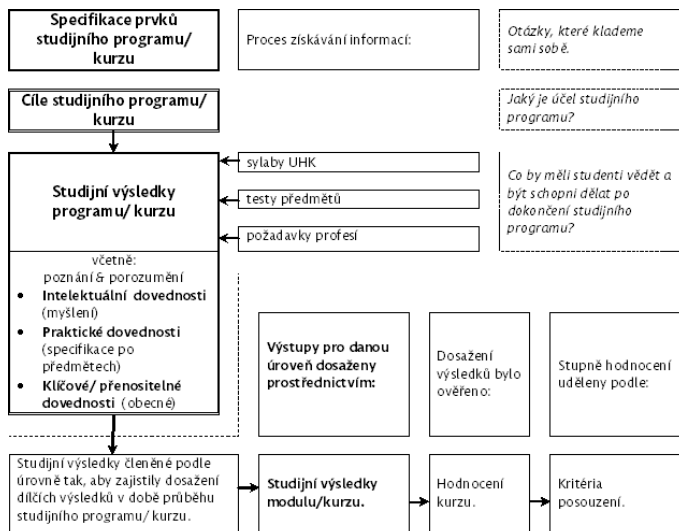 Specifikace prvků
studijního programu/
kurzu
Proces získávání informací:
Otázky, které klademe
sami sobě.
Cíle studijního programu/
kurzu
Jaký je účel studijního
programu?
Studijní výsledky
programu/ kurzu
sylaby UHK
testy předmětů
požadavky profesí
Co by měli studenti vědět a
být schopni dělat po
dokončení studijního
programu?
včetně:
poznání & porozumění
• Intelektuální dovednosti
(myšlení)
• Praktické dovednosti
(specifikace po
předmětech)
• Klíčové/ přenositelné
dovednosti (obecné)
Výstupy pro danou
úroveň dosaženy
prostřednictvím:
Dosažení
výsledků bylo
ověřeno:
Stupně hodnocení
uděleny podle:
Studijní výsledky členěné podle
úrovně tak, aby zajistily dosažení
dílčích výsledků v době průběhu
studijního programu/ kurzu.
Studijní výsledky
modulu/kurzu.
Hodnocení
kurzu.
Kritéria
posouzení.